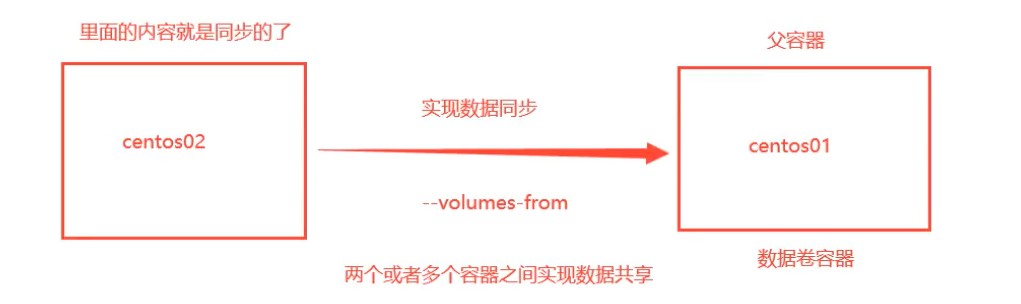 里面的内容就是同步的了
父容器
实现数据同步
centos02
centos01
--volumes-from
数据卷容器
两个或者多个容器之间实现数据共享